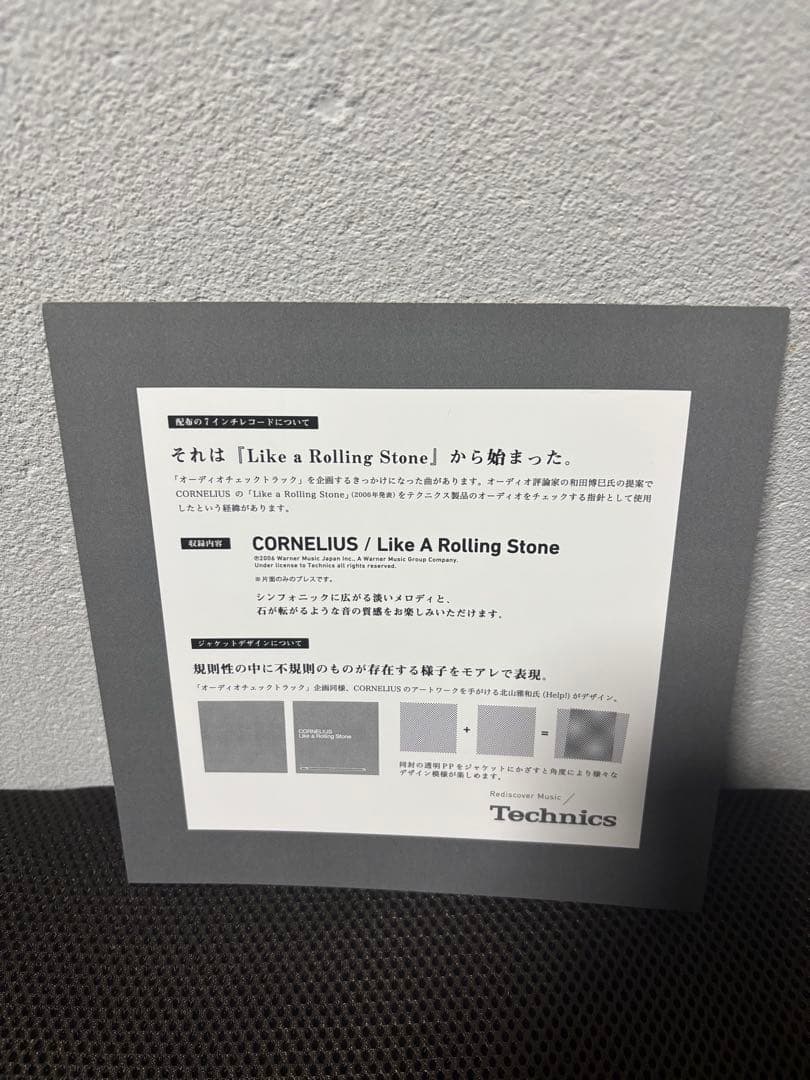 配布の7インチレコードについて
それは『Like a Rolling Stone』から始まった。
「オーディオチェックトラック」を企画するきっかけになった曲があります。オーディオ評論家の和田博巳氏の提案で
CORNELIUS の「Like a Rolling Stone」(2006年発表)をテクニクス製品のオーディオをチェックする指針として使用
したという経緯があります。
収録内容
CORNELIUS / Like A Rolling Stone
℗2006 Warner Music Japan Inc., A Warner Music Group Company.
Under license to Technics all rights reserved.
※片面のみのプレスです。
シンフォニックに広がる淡いメロディと、
石が転がるような音の質感をお楽しみいただけます。
ジャケットデザインについて
規則性の中に不規則のものが存在する様子をモアレで表現。
「オーディオチェックトラック」企画同様、CORNELIUSのアートワークを手がける北山雅和氏(Help!)がデザイン。
CORNELIUS
Like a Rolling Stone
+
=
同封の透明PPをジャケットにかざすと角度により様々な
デザイン模様が楽しめます。
Rediscover Music /
Technics